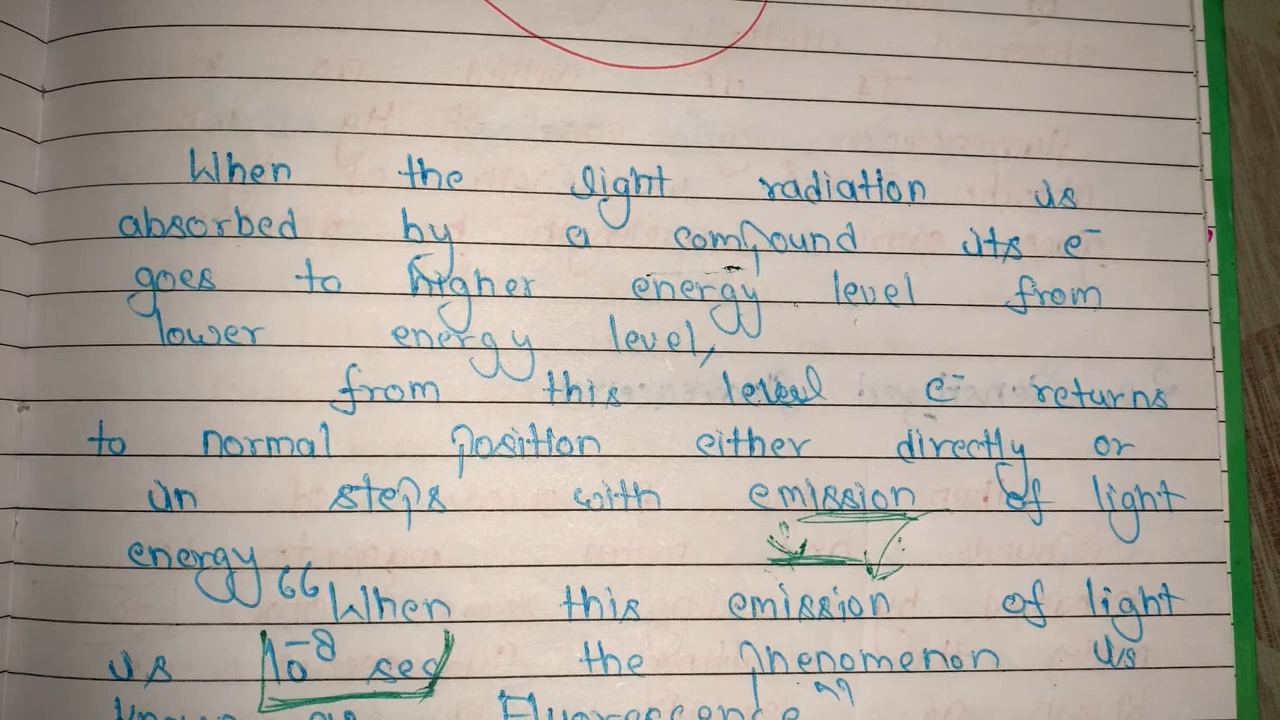 When the light radiation is
absorbed by a compound its e⁻
goes to higher energy level from
lower energy level,
from this level e⁻ returns
to normal position either directly or
in steps with emission of light
energy "When this emission of light
is 10⁻⁸ sec the phenomenon is
known as Fluorescence"